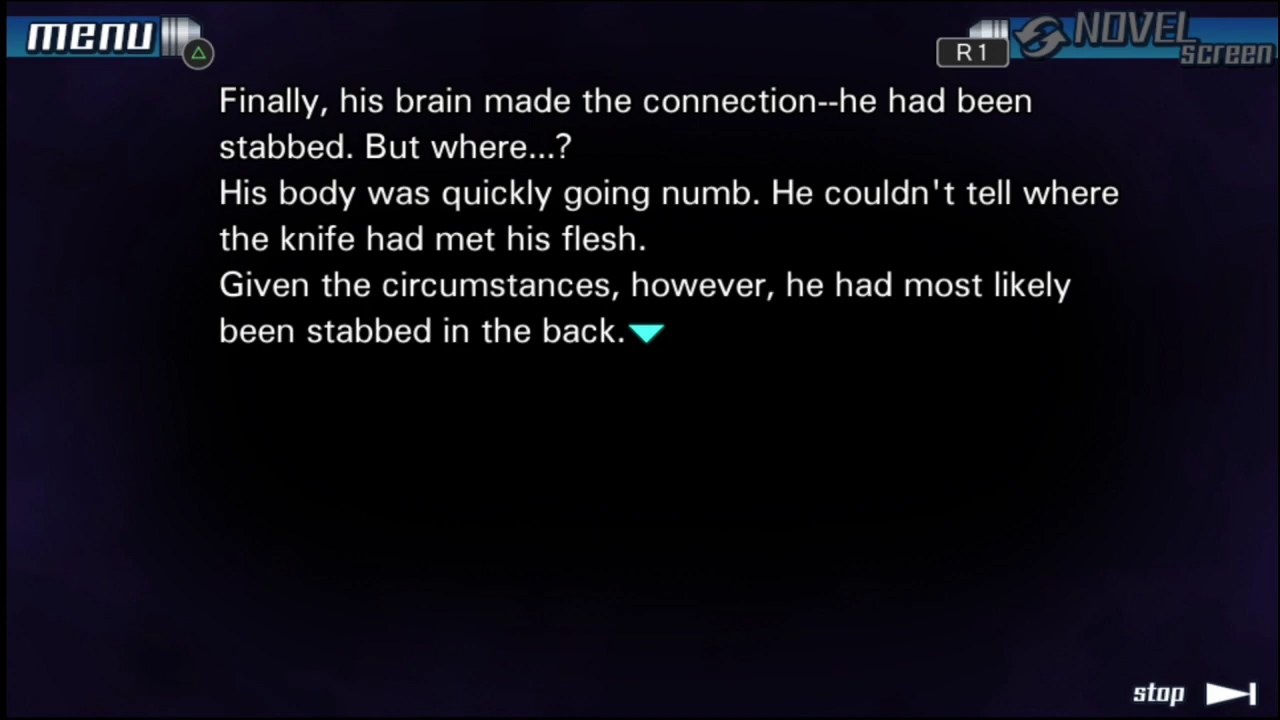 menu
R1
NOVEL
screen
Finally, his brain made the connection--he had been
stabbed. But where...?
His body was quickly going numb. He couldn't tell where
the knife had met his flesh.
Given the circumstances, however, he had most likely
been stabbed in the back.
stop